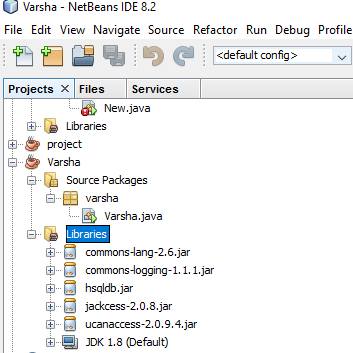 Varsha - NetBeans IDE 8.2
File Edit View Navigate Source Refactor Run Debug Profile
<default config>
Projects Files Services
New.java
Libraries
project
Varsha
Source Packages
varsha
Varsha.java
Libraries
commons-lang-2.6.jar
commons-logging-1.1.1.jar
hsqldb.jar
jackcess-2.0.8.jar
ucanaccess-2.0.9.4.jar
JDK 1.8 (Default)